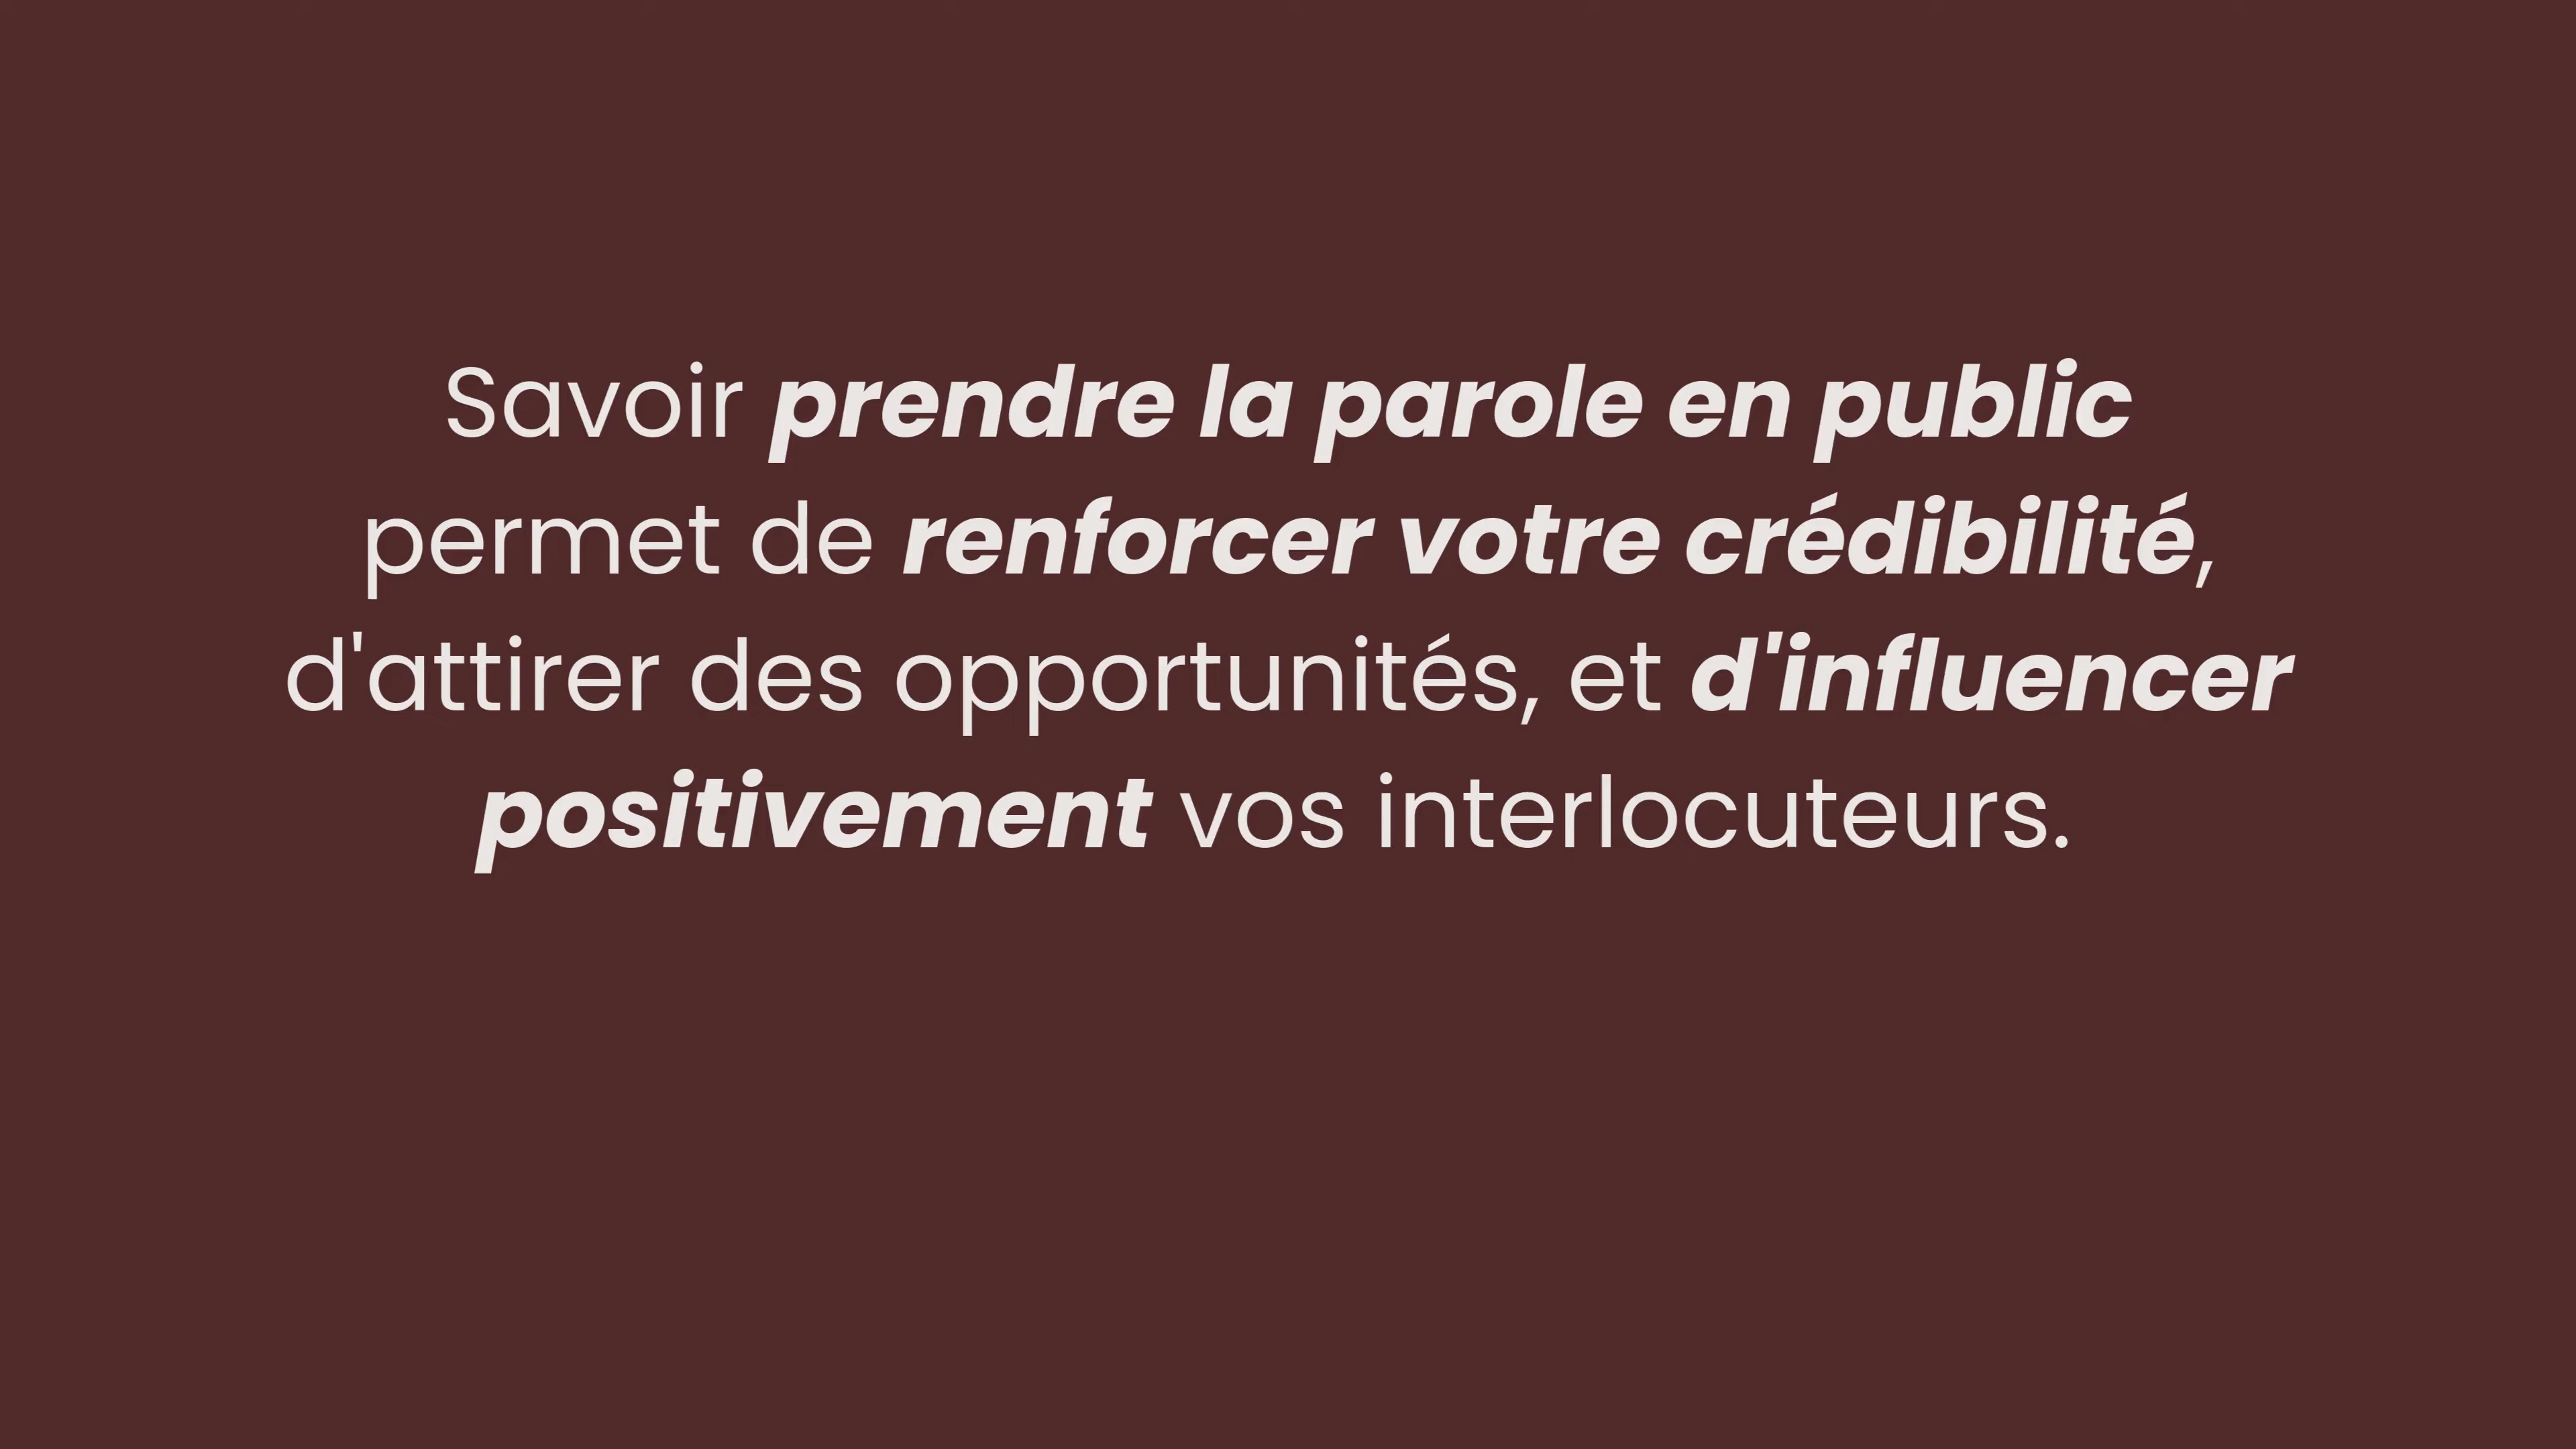 Savoir prendre la parole en public
permet de renforcer votre crédibilité,
d'attirer des opportunités, et d'influencer
positivement vos interlocuteurs.